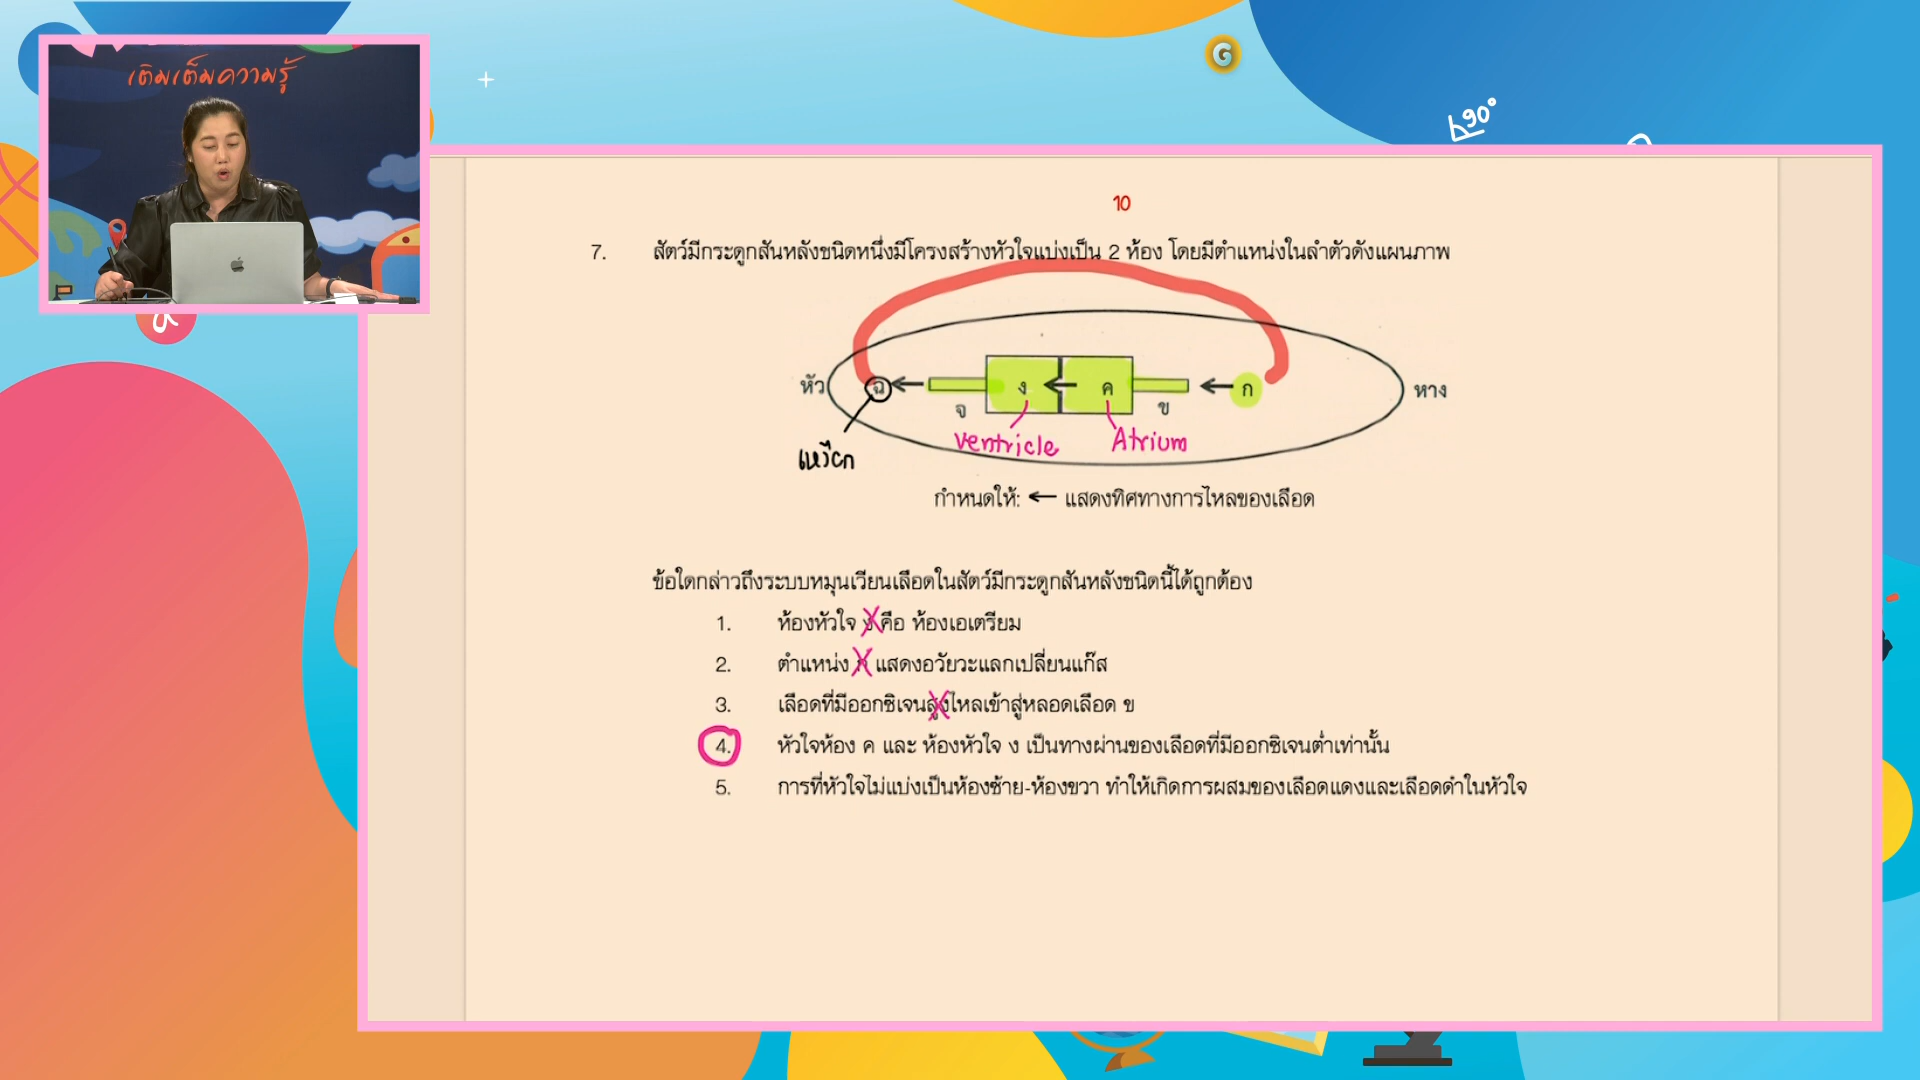 เติมเต็มความรู้
G
90°
10
7. สัตว์มีกระดูกสันหลังชนิดหนึ่งมีโครงสร้างหัวใจแบ่งเป็น 2 ห้อง โดยมีตำแหน่งในลำตัวดังแผนภาพ
หัว ฉ ง ค ก หาง
จ ข
ventricle Atrium
เหงือก
กำหนดให้: ← แสดงทิศทางการไหลของเลือด
ข้อใดกล่าวถึงระบบหมุนเวียนเลือดในสัตว์มีกระดูกสันหลังชนิดนี้ได้ถูกต้อง
1. ห้องหัวใจ ง คือ ห้องเอเตรียม
2. ตำแหน่ง ก แสดงอวัยวะแลกเปลี่ยนแก๊ส
3. เลือดที่มีออกซิเจนสูงไหลเข้าสู่หลอดเลือด ข
4. หัวใจห้อง ค และ ห้องหัวใจ ง เป็นทางผ่านของเลือดที่มีออกซิเจนต่ำเท่านั้น
5. การที่หัวใจไม่แบ่งเป็นห้องซ้าย-ห้องขวา ทำให้เกิดการผสมของเลือดแดงและเลือดดำในหัวใจ